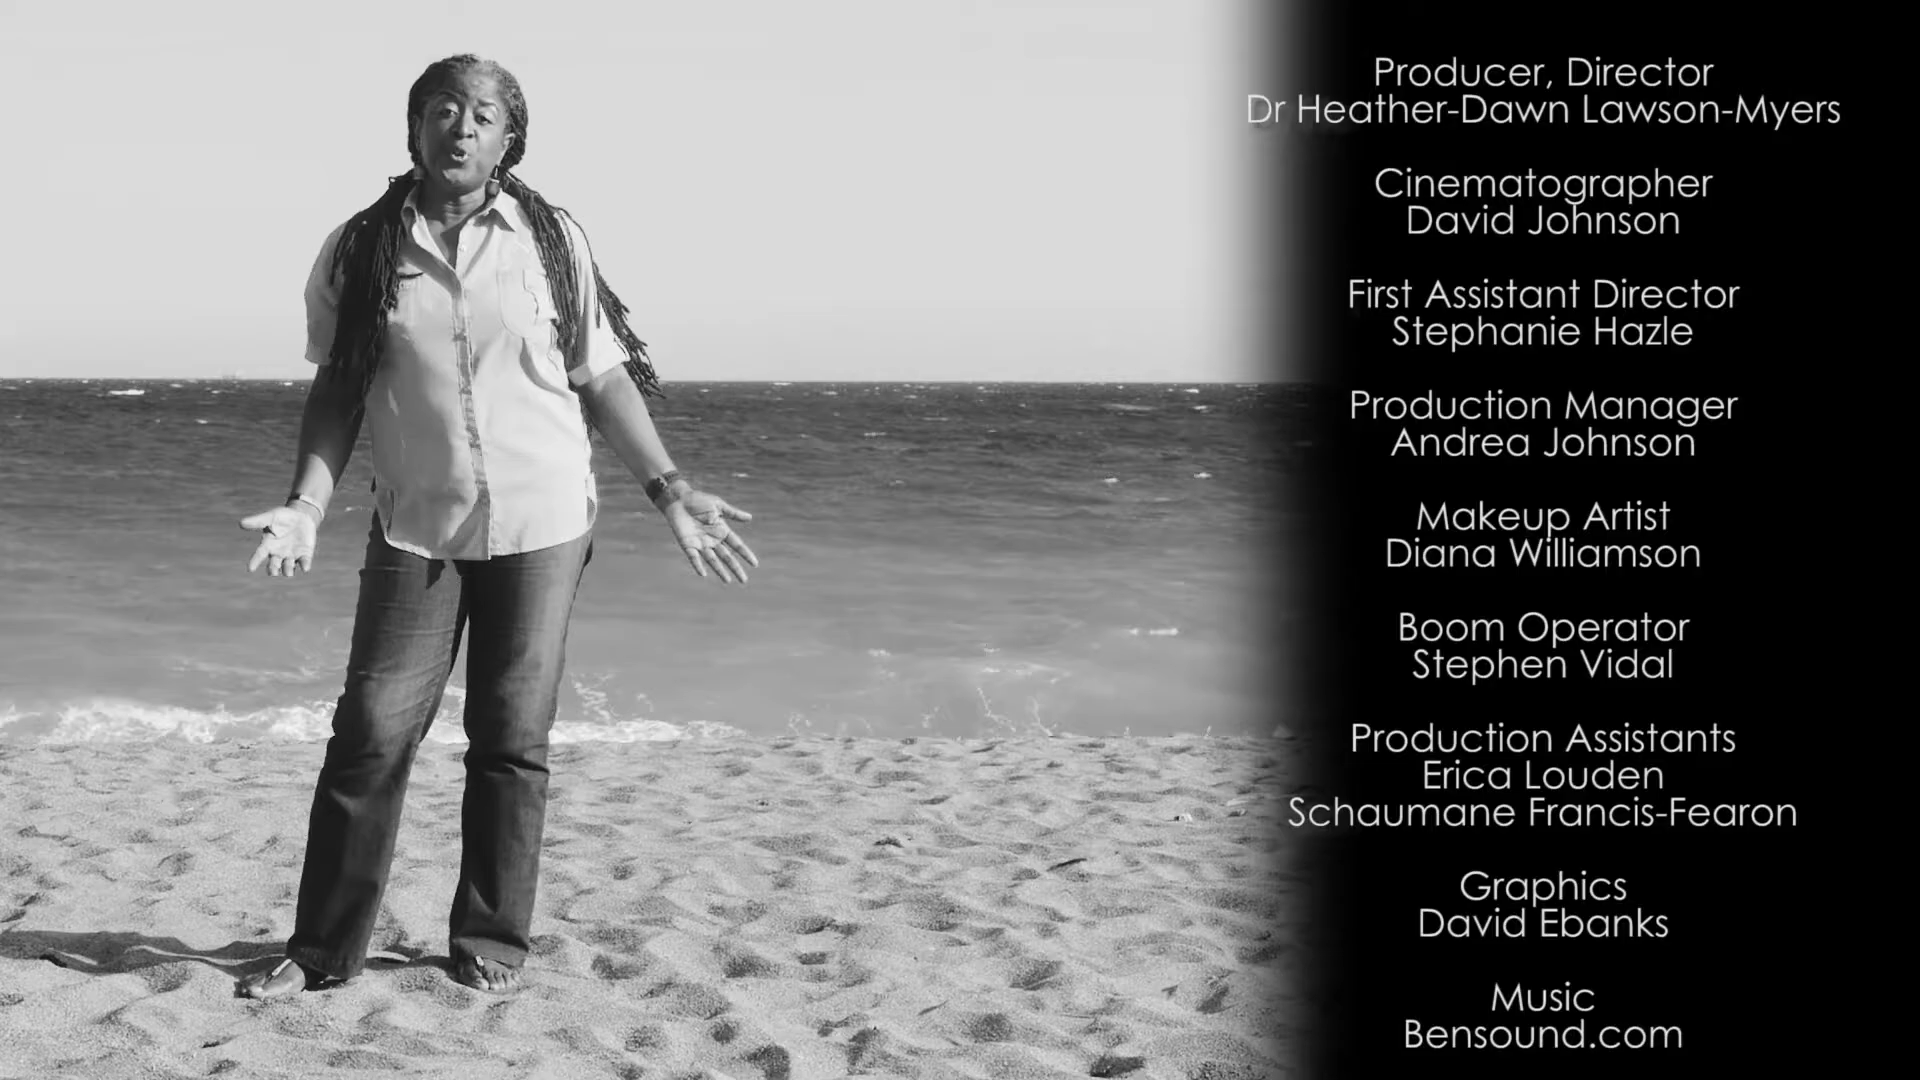 Producer, Director
Dr Heather-Dawn Lawson-Myers
Cinematographer
David Johnson
First Assistant Director
Stephanie Hazle
Production Manager
Andrea Johnson
Makeup Artist
Diana Williamson
Boom Operator
Stephen Vidal
Production Assistants
Erica Louden
Schaumane Francis-Fearon
Graphics
David Ebanks
Music
Bensound.com